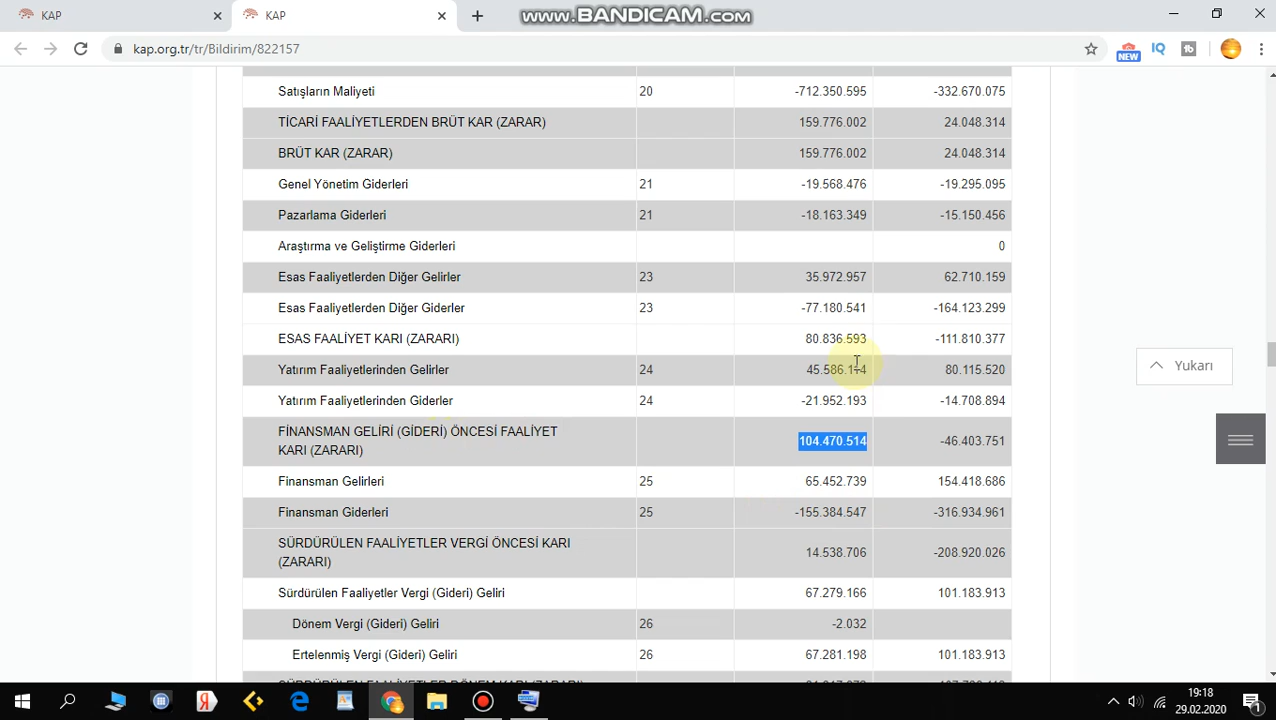 KAP
KAP
www.BANDICAM.com
kap.org.tr/tr/Bildirim/822157
NEW
IQ
tb
Satışların Maliyeti 20 -712.350.595 -332.670.075
TİCARİ FAALİYETLERDEN BRÜT KAR (ZARAR) 159.776.002 24.048.314
BRÜT KAR (ZARAR) 159.776.002 24.048.314
Genel Yönetim Giderleri 21 -19.568.476 -19.295.095
Pazarlama Giderleri 21 -18.163.349 -15.150.456
Araştırma ve Geliştirme Giderleri 0
Esas Faaliyetlerden Diğer Gelirler 23 35.972.957 62.710.159
Esas Faaliyetlerden Diğer Giderler 23 -77.180.541 -164.123.299
ESAS FAALİYET KARI (ZARARI) 80.836.593 -111.810.377
Yatırım Faaliyetlerinden Gelirler 24 45.586.114 80.115.520
Yatırım Faaliyetlerinden Giderler 24 -21.952.193 -14.708.894
FİNANSMAN GELİRİ (GİDERİ) ÖNCESİ FAALİYET
KARI (ZARARI) 104.470.514 -46.403.751
Finansman Gelirleri 25 65.452.739 154.418.686
Finansman Giderleri 25 -155.384.547 -316.934.961
SÜRDÜRÜLEN FAALİYETLER VERGİ ÖNCESİ KARI
(ZARARI) 14.538.706 -208.920.026
Sürdürülen Faaliyetler Vergi (Gideri) Geliri 67.279.166 101.183.913
Dönem Vergi (Gideri) Geliri 26 -2.032
Ertelenmiş Vergi (Gideri) Geliri 26 67.281.198 101.183.913
Yukarı
19:18
29.02.2020
1